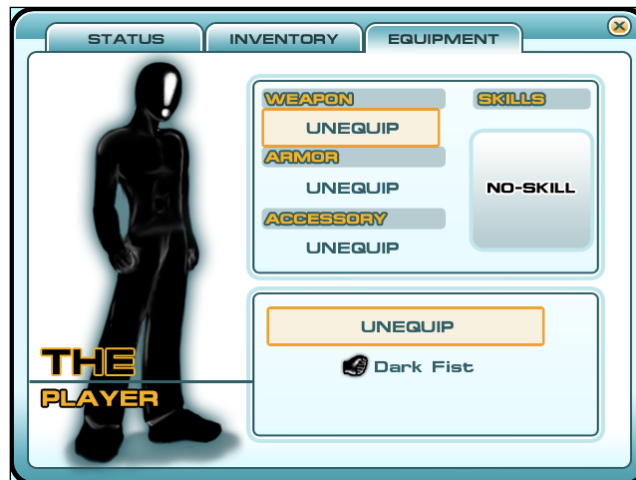 STATUS
INVENTORY
EQUIPMENT
WEAPON
SKILLS
UNEQUIP
ARMOR
UNEQUIP
NO-SKILL
ACCESSORY
UNEQUIP
UNEQUIP
Dark Fist
THE
PLAYER